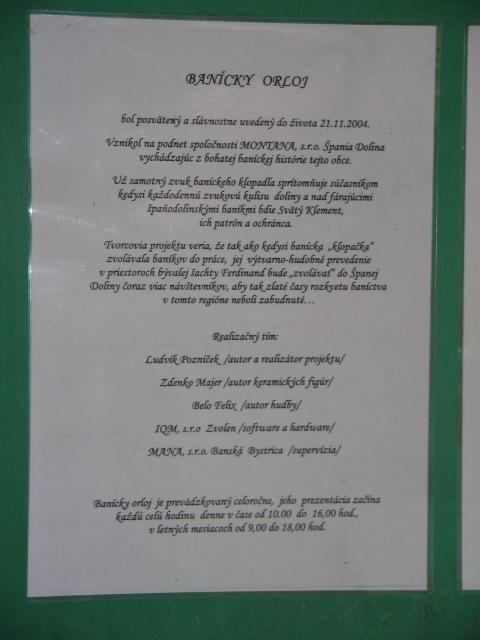 BANÍCKY ORLOJ
bol posvätený a slávnostne uvedený do života 21.11.2004.
Vznikol na podnet spoločnosti MONTANA, s.r.o. Špania Dolina
vychádzajúc z bohatej baníckej histórie tejto obce.
Už samotný zvuk baníckeho klopadla sprítomňuje súčasníkom
kedysi každodennú zvukovú kulisu doliny a nad fárajúcimi
španodolinskými baníkmi bdie Svätý Klement,
ich patrón a ochránca.
Tvorcovia projektu veria, že tak ako kedysi banícka „klopačka“
zvolávala baníkov do práce, jej výtvarno-hudobné prevedenie
v priestoroch bývalej šachty Ferdinand bude „zvolávať“ do Španej
Doliny čoraz viac návštevníkov, aby tak zlaté časy rozkvetu baníctva
v tomto regióne neboli zabudnuté...
Realizačný tím:
Ludvík Pozníček /autor a realizátor projektu/
Zdenko Majer /autor keramických figúr/
Belo Felix /autor hudby/
IQM, s.r.o Zvolen /software a hardware/
MANA, s.r.o. Banská Bystrica /supervízia/
Banícky orloj je prevádzkovaný celoročne, jeho prezentácia začína
každú celú hodinu denne v čase od 10.00 do 16,00 hod.,
v letných mesiacoch od 9,00 do 18,00 hod.